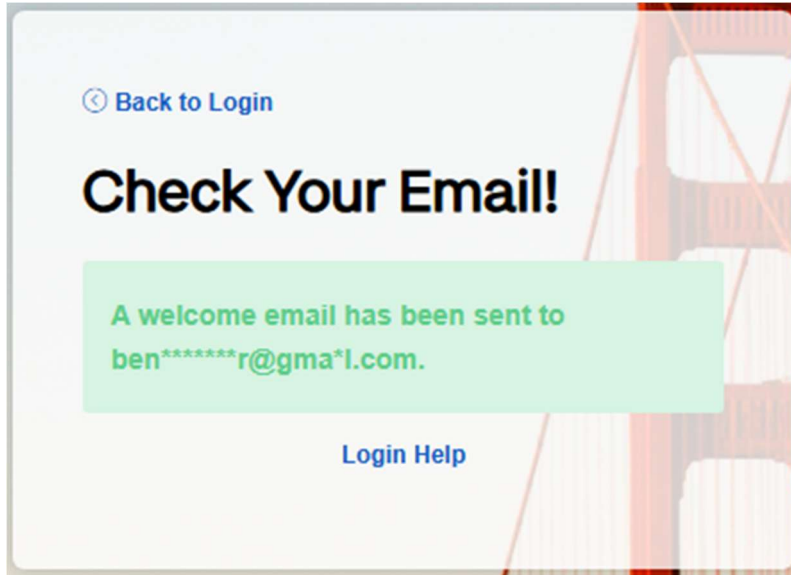 Back to Login
Check Your Email!
A welcome email has been sent to
ben*******r@gma*l.com.
Login Help